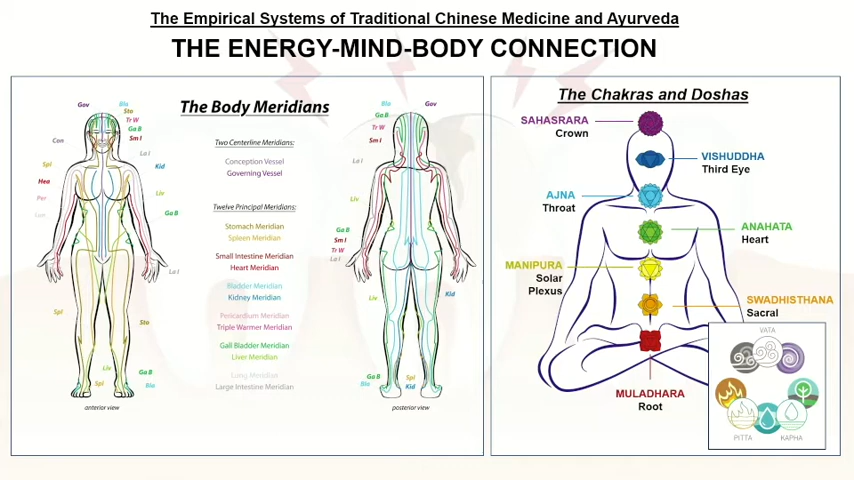 The Empirical Systems of Traditional Chinese Medicine and Ayurveda
THE ENERGY-MIND-BODY CONNECTION
The Body Meridians
Two Centerline Meridians:
Conception Vessel
Governing Vessel
Twelve Principal Meridians:
Stomach Meridian
Spleen Meridian
Small Intestine Meridian
Heart Meridian
Bladder Meridian
Kidney Meridian
Pericardium Meridian
Triple Warmer Meridian
Gall Bladder Meridian
Liver Meridian
Lung Meridian
Large Intestine Meridian
Gov
Bla
Sto
Tr W
Ga B
Sm I
Con
La I
Spl
Kid
Hea
Liv
Per
Ga B
La I
Spl
Sto
Liv
Ga B
Spl
Bla
anterior view
Bla
Gov
Ga B
Tr W
Sm I
La I
Liv
Ga B
Sm I
Tr W
La I
Liv
Kid
Ga B
Bla
Spl
Kid
posterior view
The Chakras and Doshas
SAHASRARA
Crown
VISHUDDHA
Third Eye
AJNA
Throat
ANAHATA
Heart
MANIPURA
Solar
Plexus
SWADHISTHANA
Sacral
MULADHARA
Root
VATA
PITTA
KAPHA